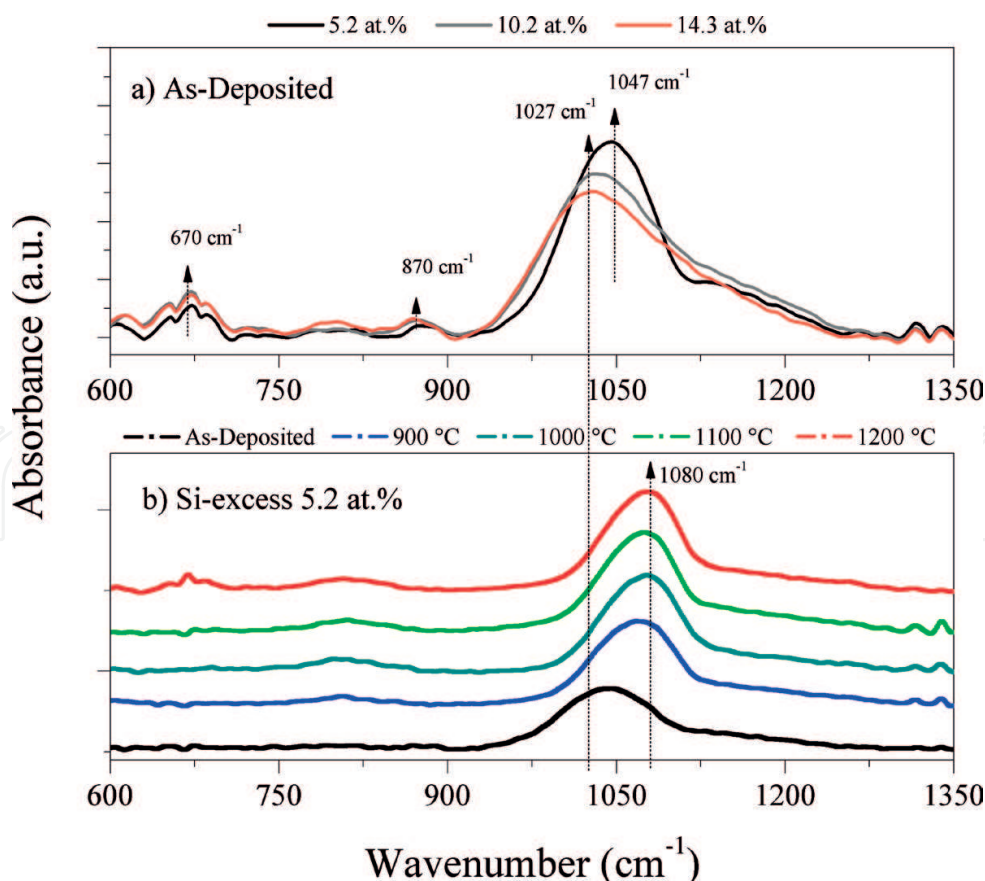 5.2 at.% 10.2 at.% 14.3 at.%
a) As-Deposited
1027 cm⁻¹
1047 cm⁻¹
670 cm⁻¹
870 cm⁻¹
600 750 900 1050 1200 1350
As-Deposited 900 °C 1000 °C 1100 °C 1200 °C
b) Si-excess 5.2 at.%
1080 cm⁻¹
600 750 900 1050 1200 1350
Absorbance (a.u.)
Wavenumber (cm⁻¹)